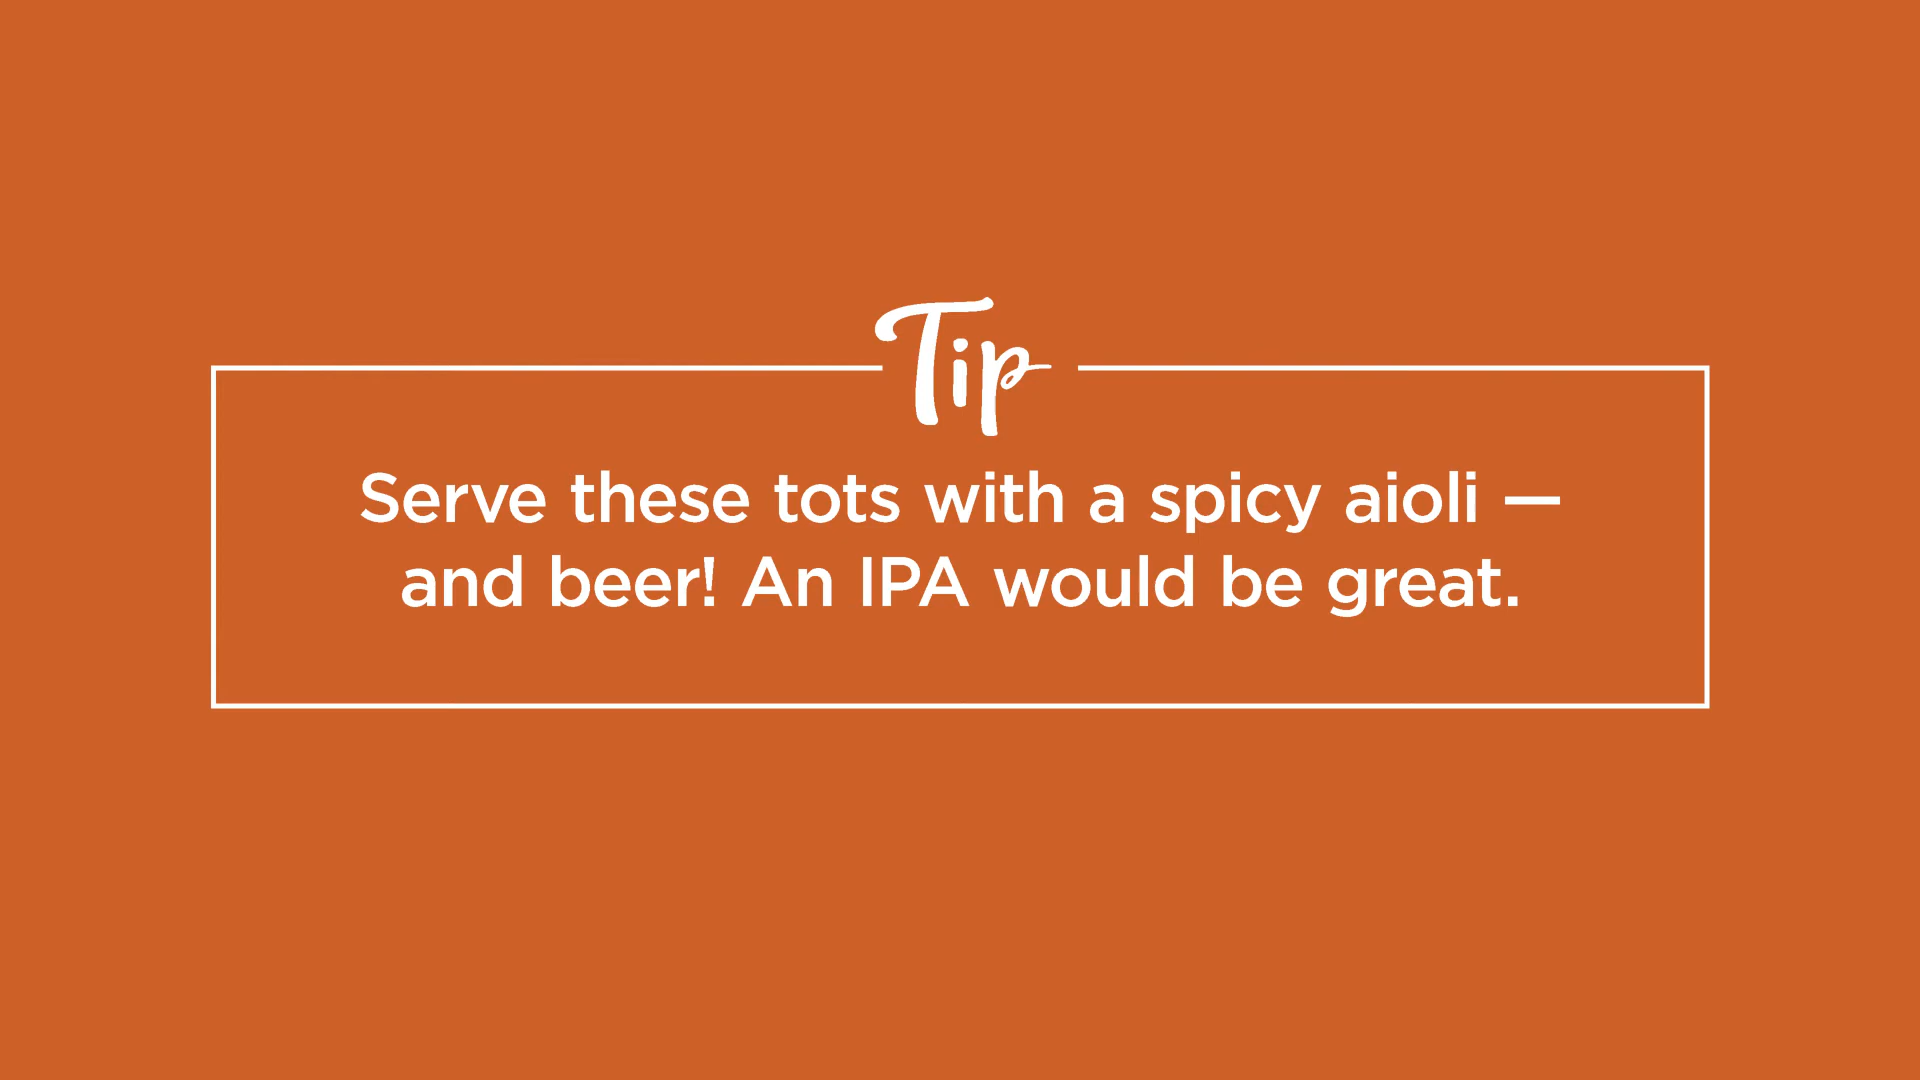 Tip
Serve these tots with a spicy aioli —
and beer! An IPA would be great.